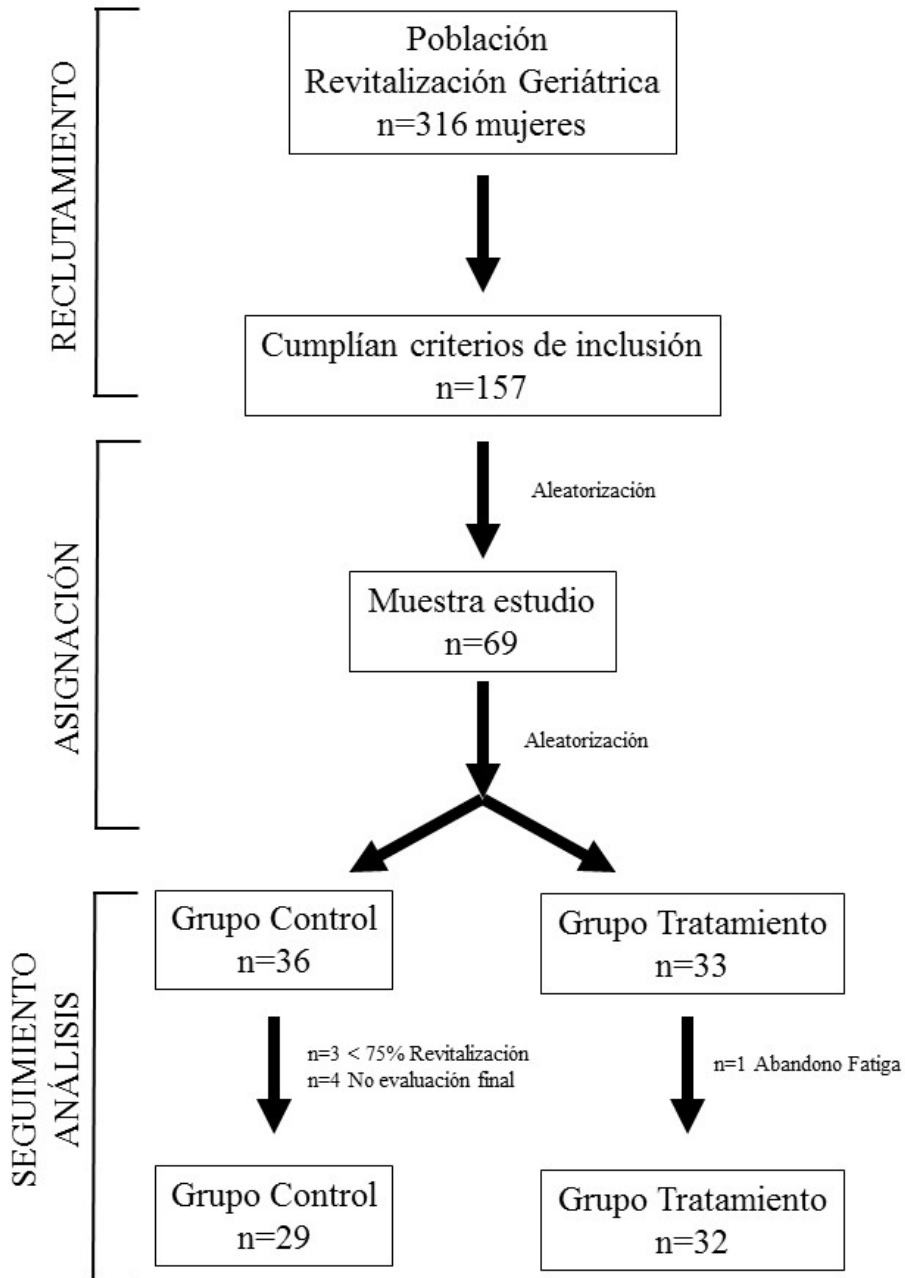 RECLUTAMIENTO
Población
Revitalización Geriátrica
n=316 mujeres
Cumplían criterios de inclusión
n=157
ASIGNACIÓN
Aleatorización
Muestra estudio
n=69
Aleatorización
SEGUIMIENTO
ANÁLISIS
Grupo Control
n=36
Grupo Tratamiento
n=33
n=3 < 75% Revitalización
n=4 No evaluación final
n=1 Abandono Fatiga
Grupo Control
n=29
Grupo Tratamiento
n=32